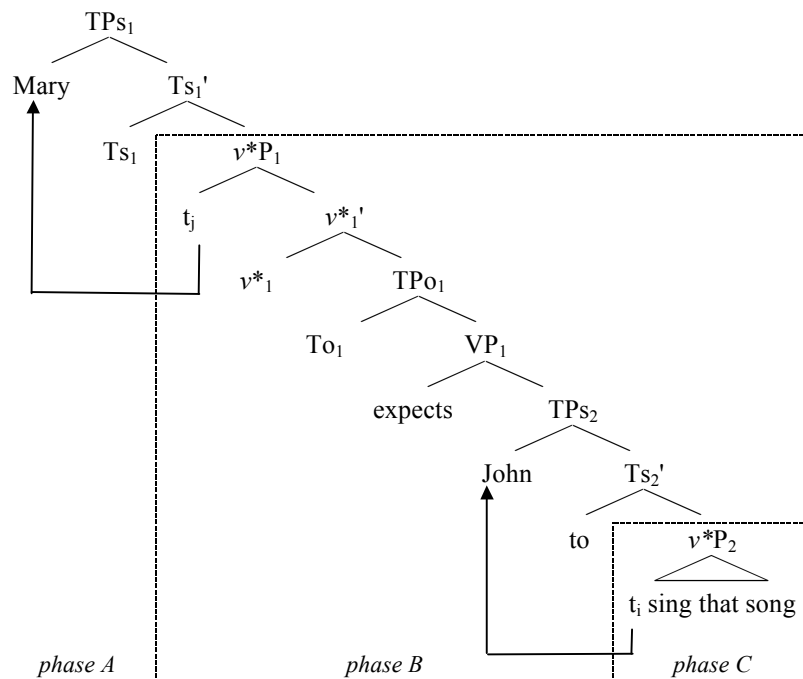 TPs₁
Mary Ts₁'
Ts₁ v*P₁
tⱼ v*₁'
v*₁ TPo₁
To₁ VP₁
expects TPs₂
John Ts₂'
to v*P₂
tᵢ sing that song
phase A phase B phase C